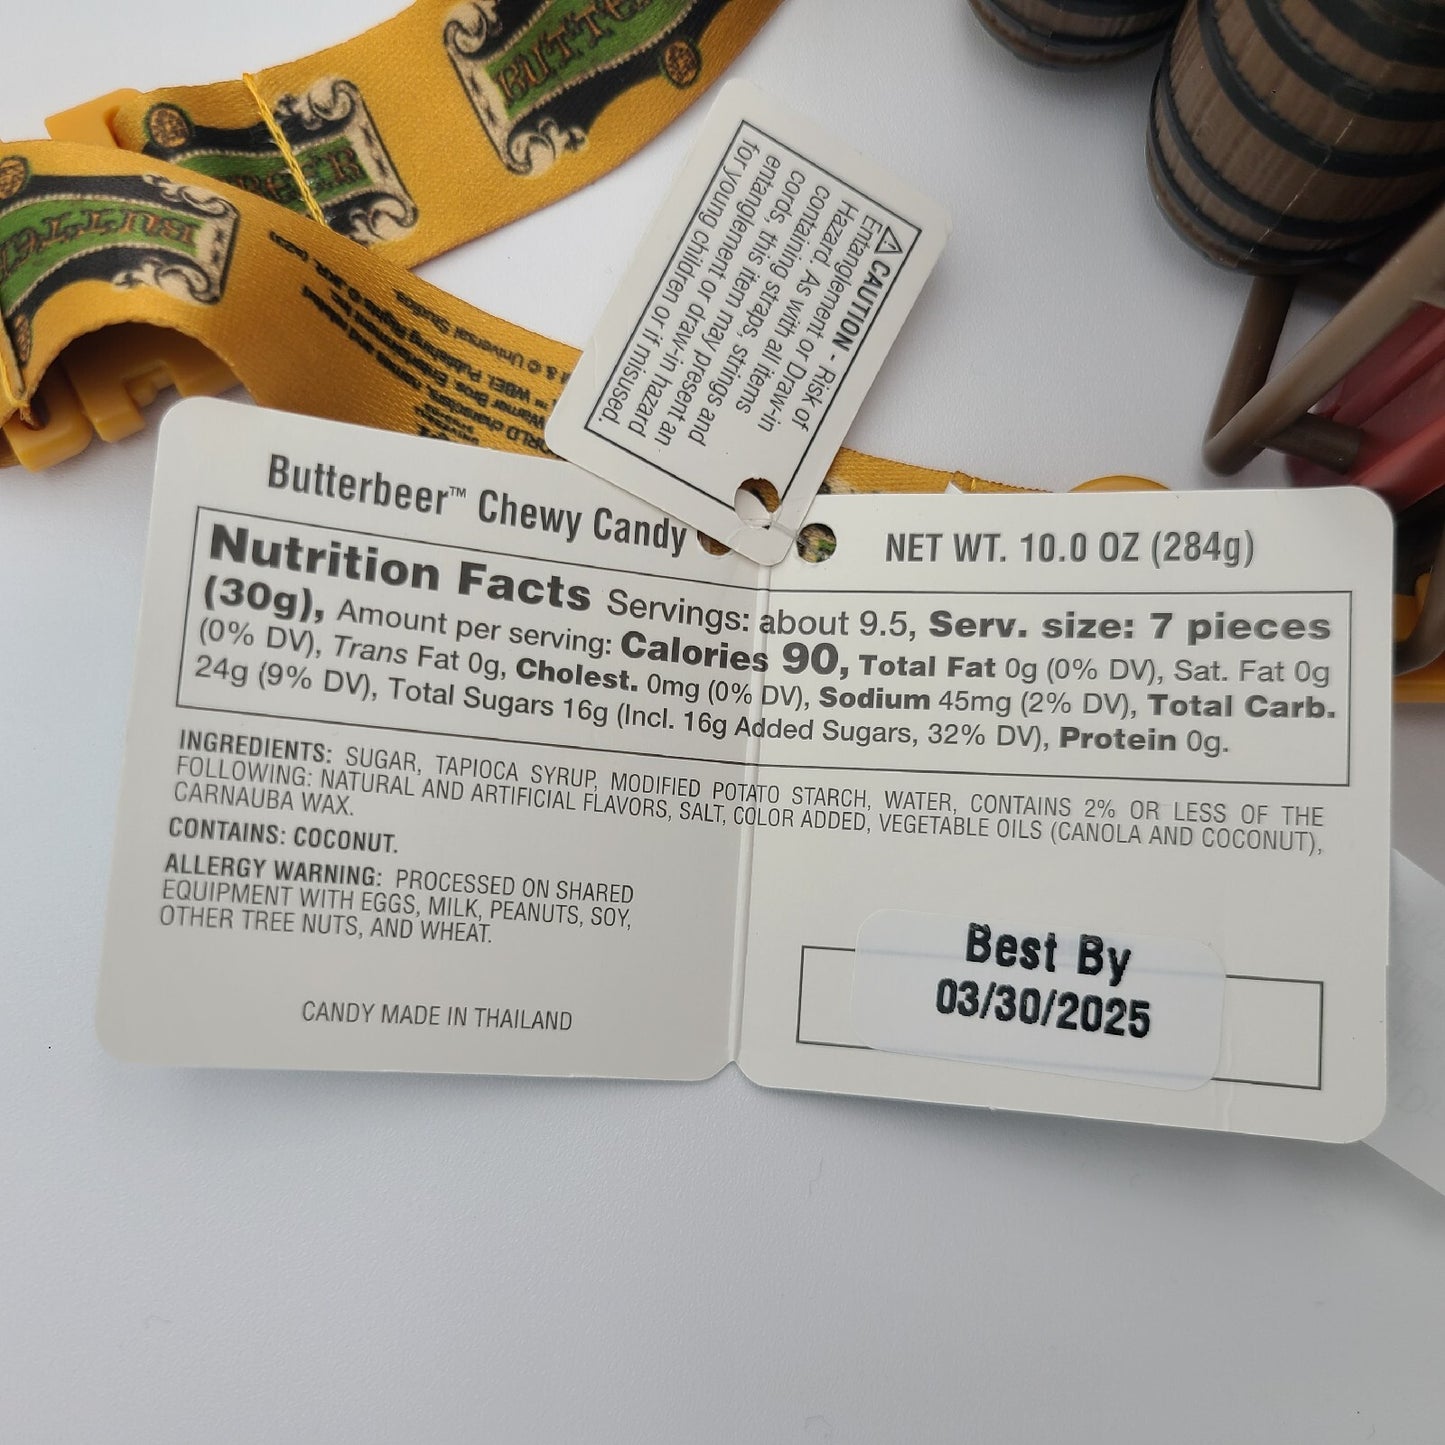 BUTTE
BEER
BUTTE
⚠ CAUTION - Risk of
Entanglement or Draw-in
Hazard. As with all items
containing straps, strings and
cords, this item may present an
entanglement or draw-in hazard
for young children or if misused.
Butterbeer™ Chewy Candy
NET WT. 10.0 OZ (284g)
Nutrition Facts Servings: about 9.5, Serv. size: 7 pieces
(30g), Amount per serving: Calories 90, Total Fat 0g (0% DV), Sat. Fat 0g
(0% DV), Trans Fat 0g, Cholest. 0mg (0% DV), Sodium 45mg (2% DV), Total Carb.
24g (9% DV), Total Sugars 16g (Incl. 16g Added Sugars, 32% DV), Protein 0g.
INGREDIENTS: SUGAR, TAPIOCA SYRUP, MODIFIED POTATO STARCH, WATER, CONTAINS 2% OR LESS OF THE
FOLLOWING: NATURAL AND ARTIFICIAL FLAVORS, SALT, COLOR ADDED, VEGETABLE OILS (CANOLA AND COCONUT),
CARNAUBA WAX.
CONTAINS: COCONUT.
ALLERGY WARNING: PROCESSED ON SHARED
EQUIPMENT WITH EGGS, MILK, PEANUTS, SOY,
OTHER TREE NUTS, AND WHEAT.
CANDY MADE IN THAILAND
Best By
03/30/2025